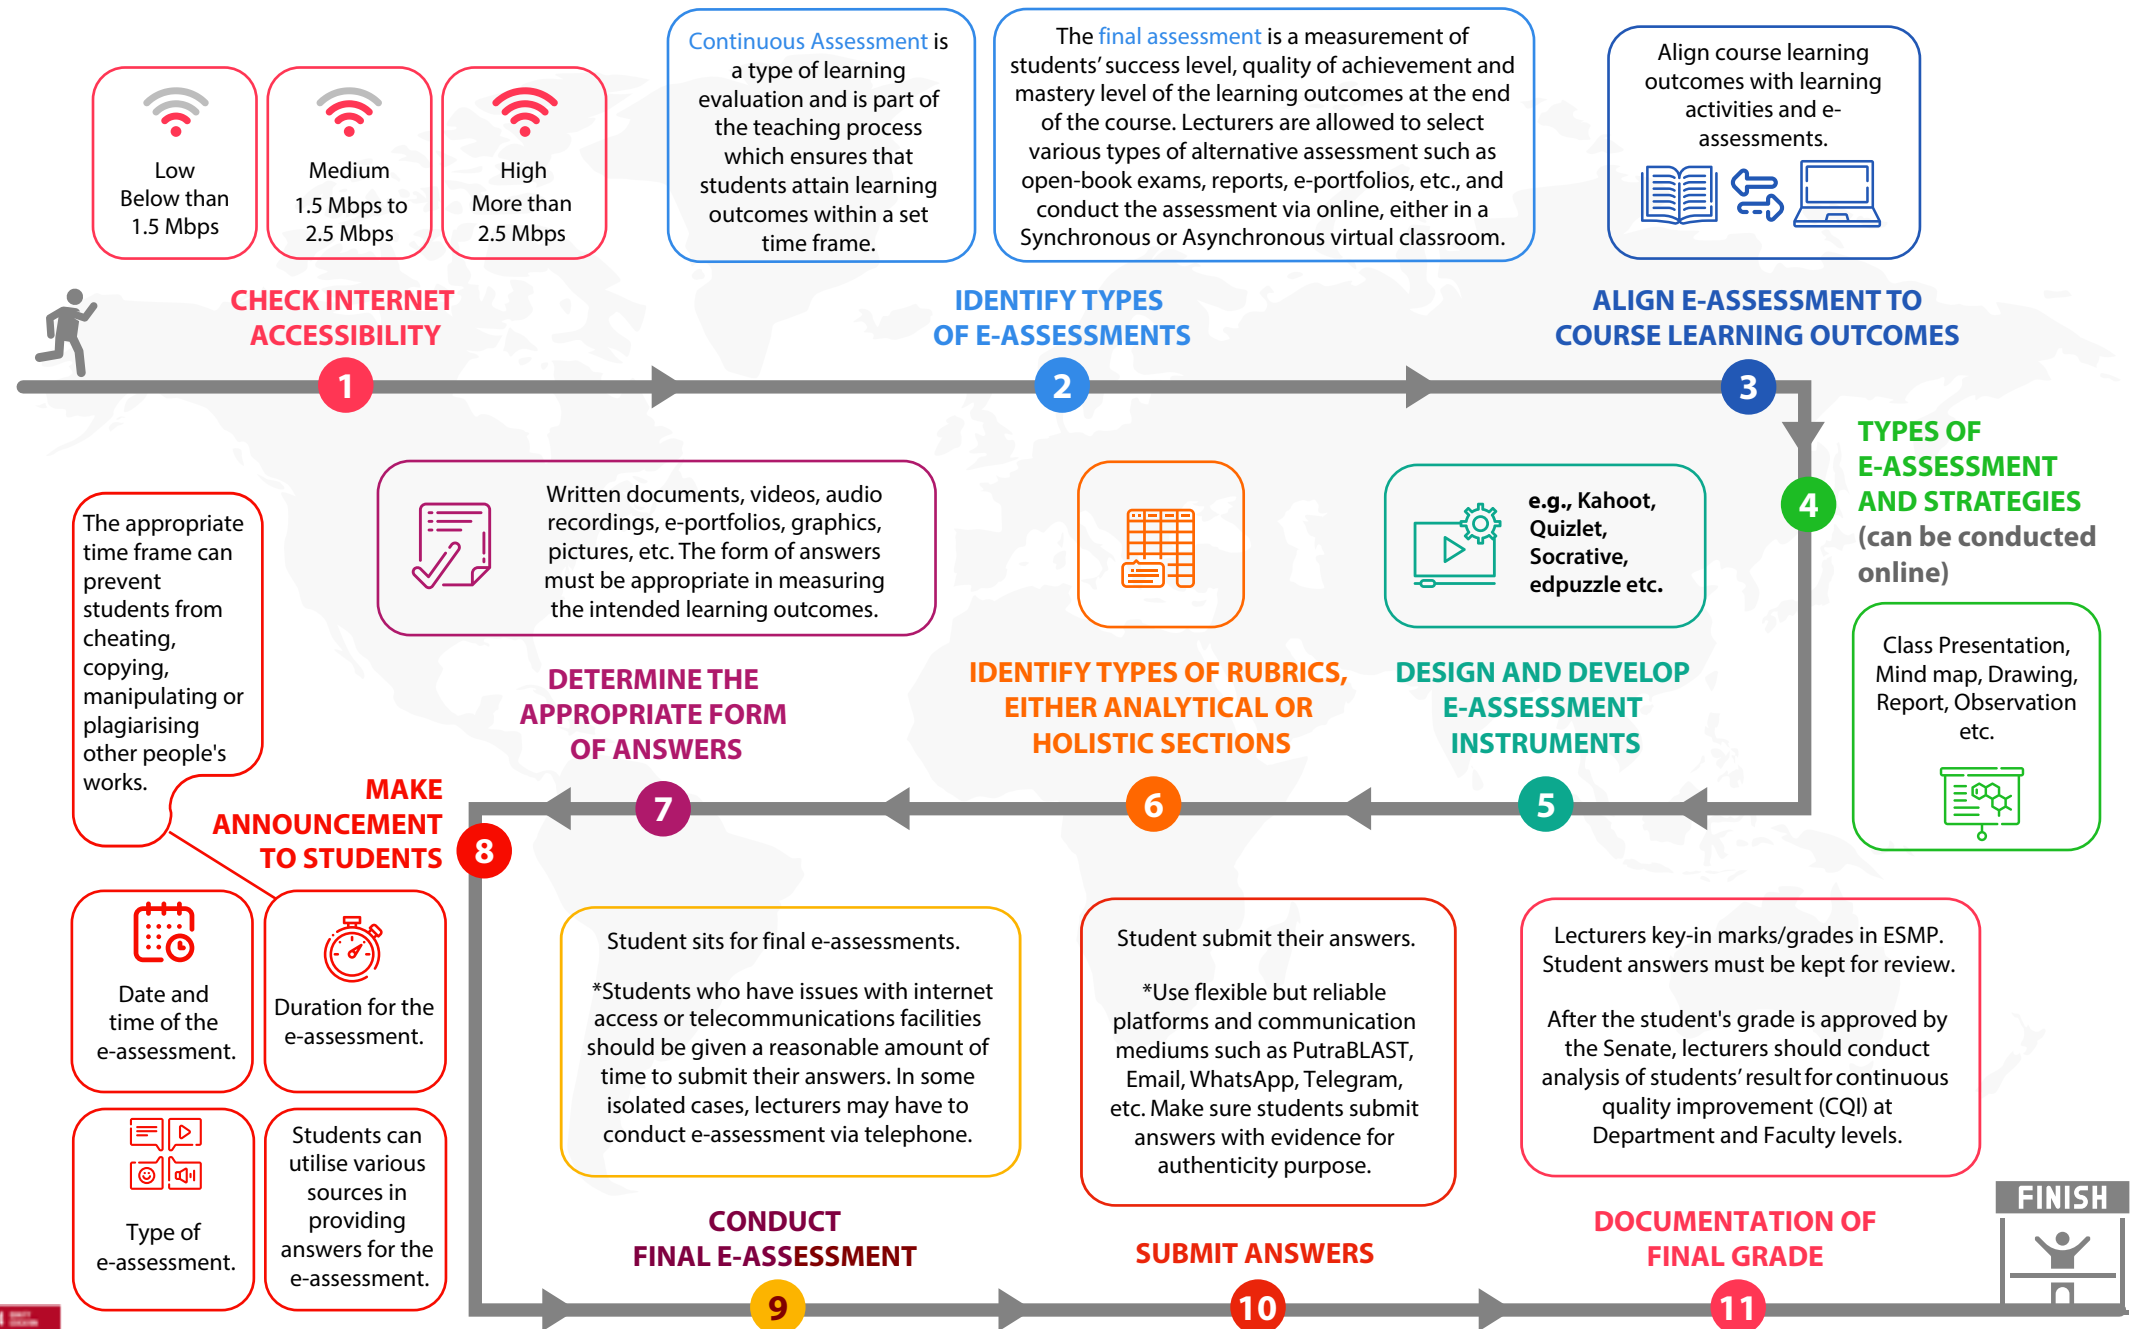 Low
Below than
1.5 Mbps
Medium
1.5 Mbps to
2.5 Mbps
High
More than
2.5 Mbps
CHECK INTERNET
ACCESSIBILITY
1
Continuous Assessment is
a type of learning
evaluation and is part of
the teaching process
which ensures that
students attain learning
outcomes within a set
time frame.
The final assessment is a measurement of
students' success level, quality of achievement and
mastery level of the learning outcomes at the end
of the course. Lecturers are allowed to select
various types of alternative assessment such as
open-book exams, reports, e-portfolios, etc., and
conduct the assessment via online, either in a
Synchronous or Asynchronous virtual classroom.
IDENTIFY TYPES
OF E-ASSESSMENTS
2
Align course learning
outcomes with learning
activities and e-
assessments.
ALIGN E-ASSESSMENT TO
COURSE LEARNING OUTCOMES
3
TYPES OF
E-ASSESSMENT
AND STRATEGIES
(can be conducted
online)
4
Class Presentation,
Mind map, Drawing,
Report, Observation
etc.
e.g., Kahoot,
Quizlet,
Socrative,
edpuzzle etc.
DESIGN AND DEVELOP
E-ASSESSMENT
INSTRUMENTS
5
IDENTIFY TYPES OF RUBRICS,
EITHER ANALYTICAL OR
HOLISTIC SECTIONS
6
Written documents, videos, audio
recordings, e-portfolios, graphics,
pictures, etc. The form of answers
must be appropriate in measuring
the intended learning outcomes.
DETERMINE THE
APPROPRIATE FORM
OF ANSWERS
7
The appropriate
time frame can
prevent
students from
cheating,
copying,
manipulating or
plagiarising
other people's
works.
MAKE
ANNOUNCEMENT
TO STUDENTS
8
Date and
time of the
e-assessment.
Duration for the
e-assessment.
Type of
e-assessment.
Students can
utilise various
sources in
providing
answers for the
e-assessment.
Student sits for final e-assessments.
*Students who have issues with internet
access or telecommunications facilities
should be given a reasonable amount of
time to submit their answers. In some
isolated cases, lecturers may have to
conduct e-assessment via telephone.
CONDUCT
FINAL E-ASSESSMENT
9
Student submit their answers.
*Use flexible but reliable
platforms and communication
mediums such as PutraBLAST,
Email, WhatsApp, Telegram,
etc. Make sure students submit
answers with evidence for
authenticity purpose.
SUBMIT ANSWERS
10
Lecturers key-in marks/grades in ESMP.
Student answers must be kept for review.
After the student's grade is approved by
the Senate, lecturers should conduct
analysis of students' result for continuous
quality improvement (CQI) at
Department and Faculty levels.
DOCUMENTATION OF
FINAL GRADE
11
FINISH